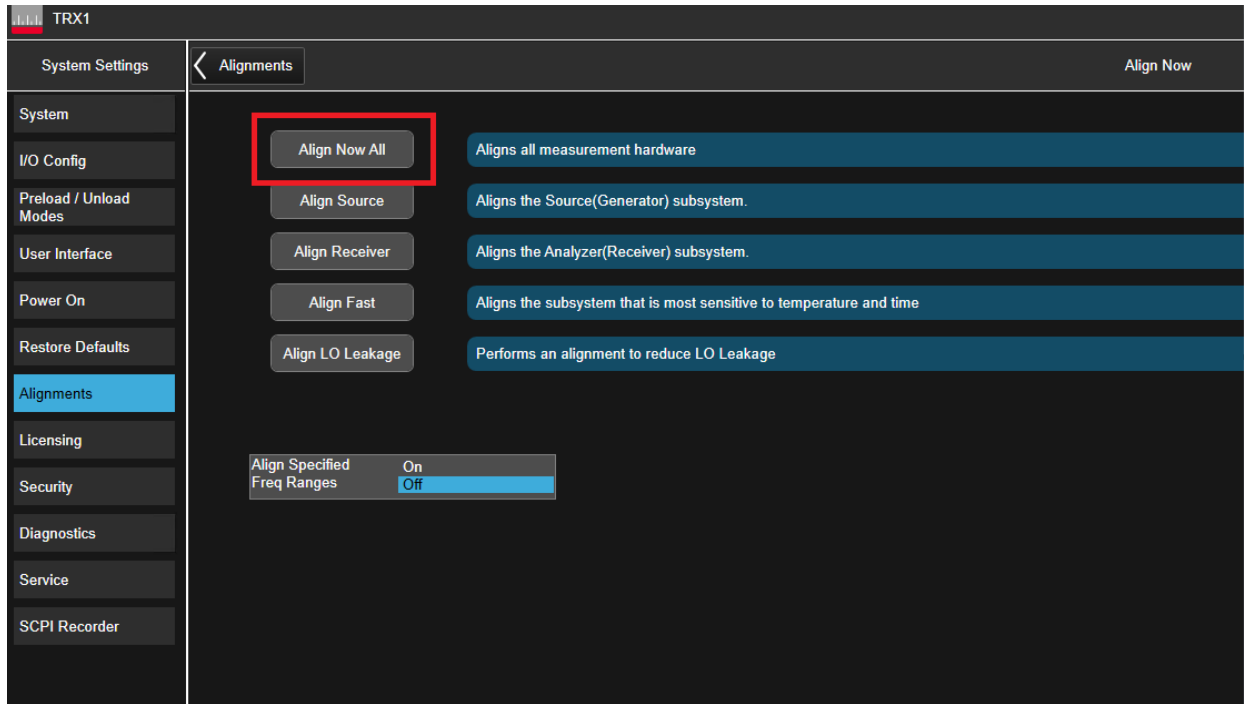 TRX1
System Settings
Alignments
Align Now
System
I/O Config
Preload / Unload
Modes
User Interface
Power On
Restore Defaults
Alignments
Licensing
Security
Diagnostics
Service
SCPI Recorder
Align Now All
Aligns all measurement hardware
Align Source
Aligns the Source(Generator) subsystem.
Align Receiver
Aligns the Analyzer(Receiver) subsystem.
Align Fast
Aligns the subsystem that is most sensitive to temperature and time
Align LO Leakage
Performs an alignment to reduce LO Leakage
Align Specified
Freq Ranges
On
Off